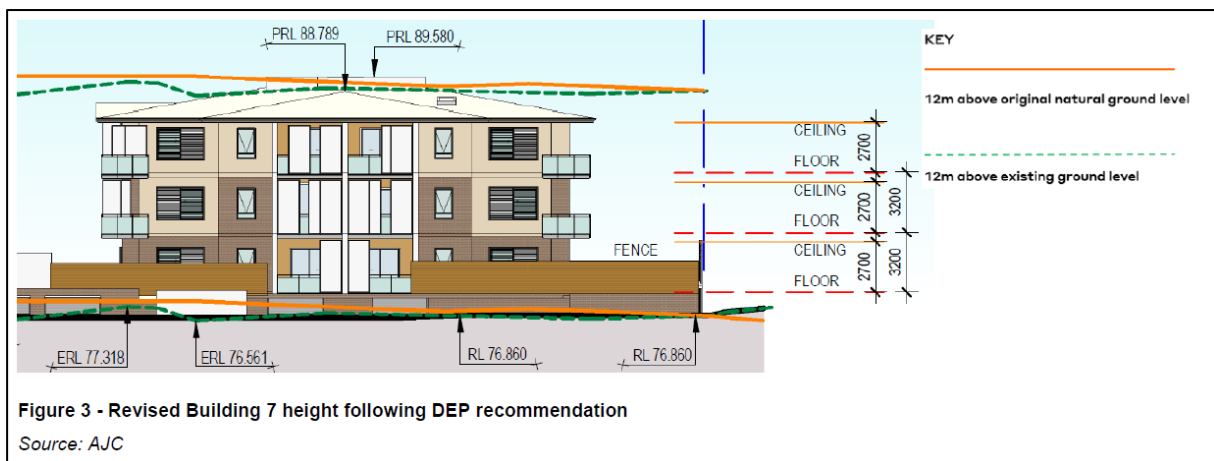 PRL 88.789
PRL 89.580
KEY
12m above original natural ground level
12m above existing ground level
CEILING
2700
FLOOR
CEILING
2700
3200
FLOOR
FENCE
CEILING
2700
3200
FLOOR
ERL 77.318
ERL 76.561
RL 76.860
RL 76.860
Figure 3 - Revised Building 7 height following DEP recommendation
Source: AJC